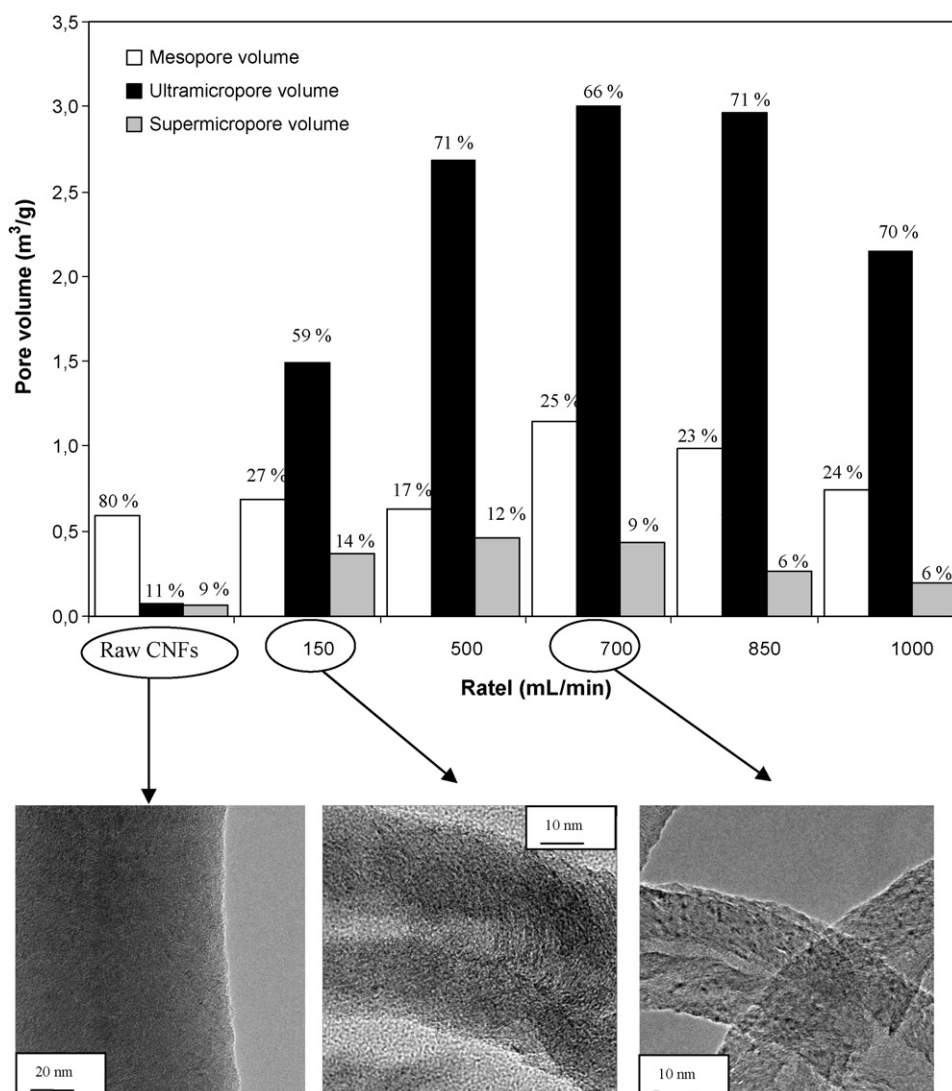 3,5
3,0
2,5
2,0
1,5
1,0
0,5
0,0
Pore volume (m³/g)
Mesopore volume
Ultramicropore volume
Supermicropore volume
80 %
11 %
9 %
27 %
59 %
14 %
17 %
71 %
12 %
25 %
66 %
9 %
23 %
71 %
6 %
24 %
70 %
6 %
Raw CNFs 150 500 700 850 1000
Ratel (mL/min)
20 nm
10 nm
10 nm